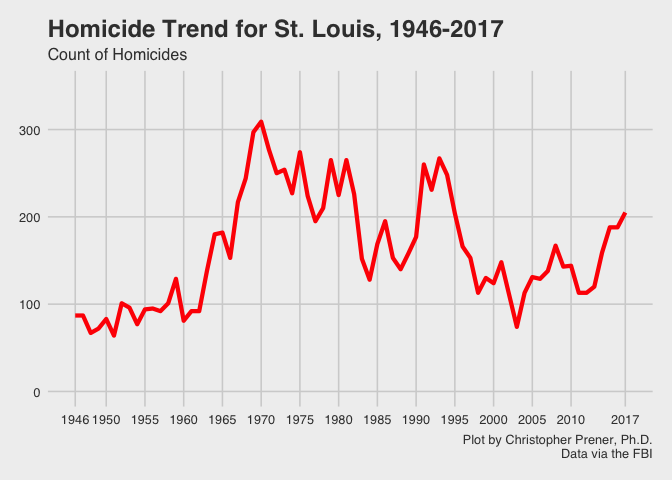 Homicide Trend for St. Louis, 1946-2017
Count of Homicides
300
200
100
0
1946 1950 1955 1960 1965 1970 1975 1980 1985 1990 1995 2000 2005 2010 2017
Plot by Christopher Prener, Ph.D.
Data via the FBI